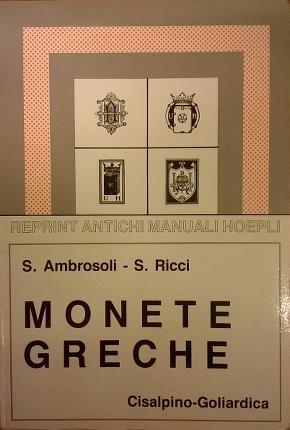 U H
REPRINT ANTICHI MANUALI HOEPLI
S. Ambrosoli - S. Ricci
MONETE
GRECHE
Cisalpino-Goliardica